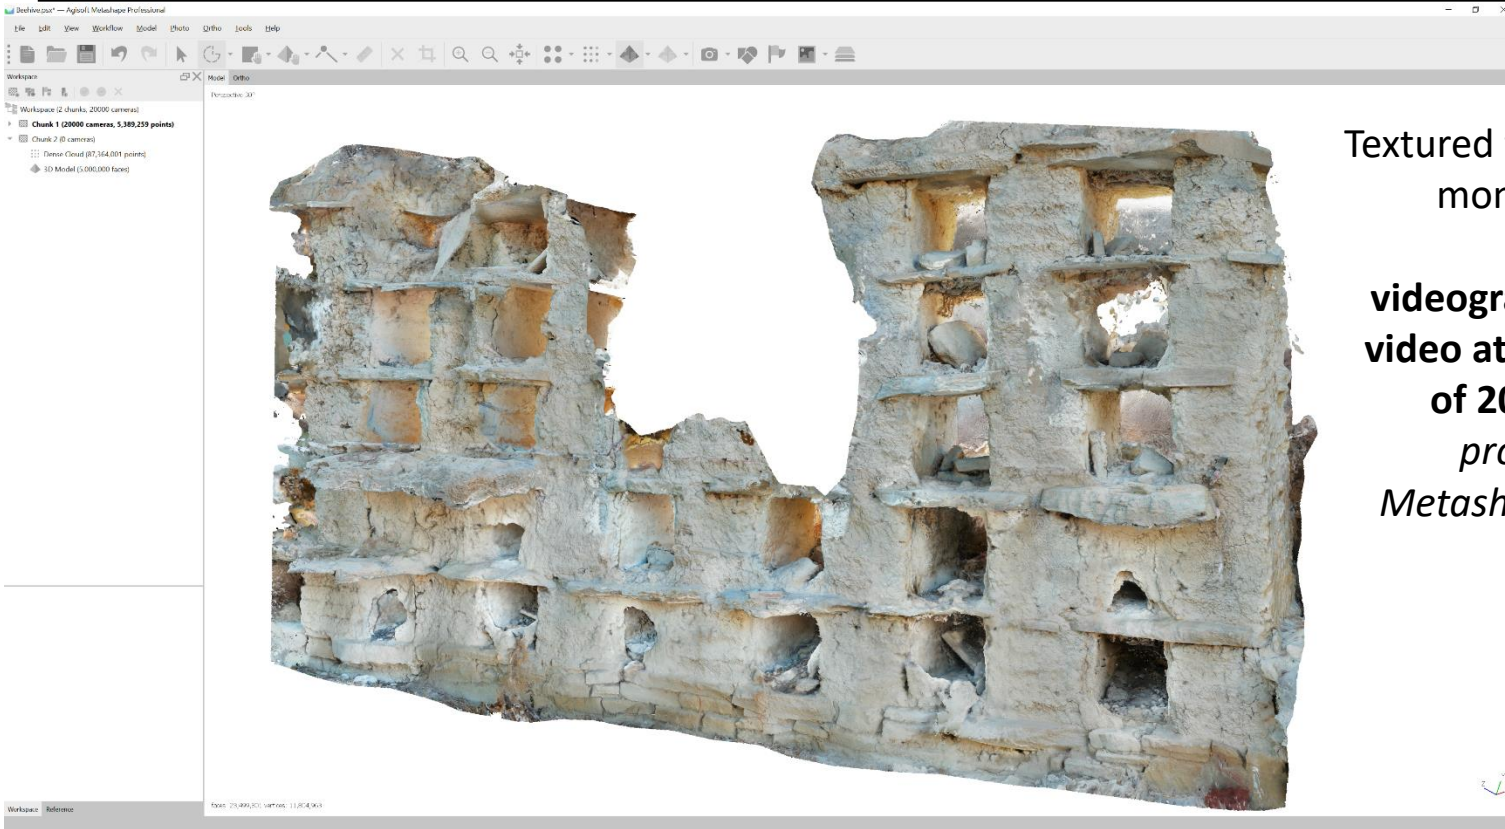 Beehive.psx* — Agisoft Metashape Professional
File Edit View Workflow Model Photo Ortho Tools Help
Workspace
Model Ortho
Perspective 30°
Workspace (2 chunks, 20000 cameras)
Chunk 1 (20000 cameras, 5,389,259 points)
Chunk 2 (0 cameras)
Dense Cloud (87,364,001 points)
3D Model (5,000,000 faces)
Textured
mor
videogra
video at
of 20
pro
Metash
Workspace Reference